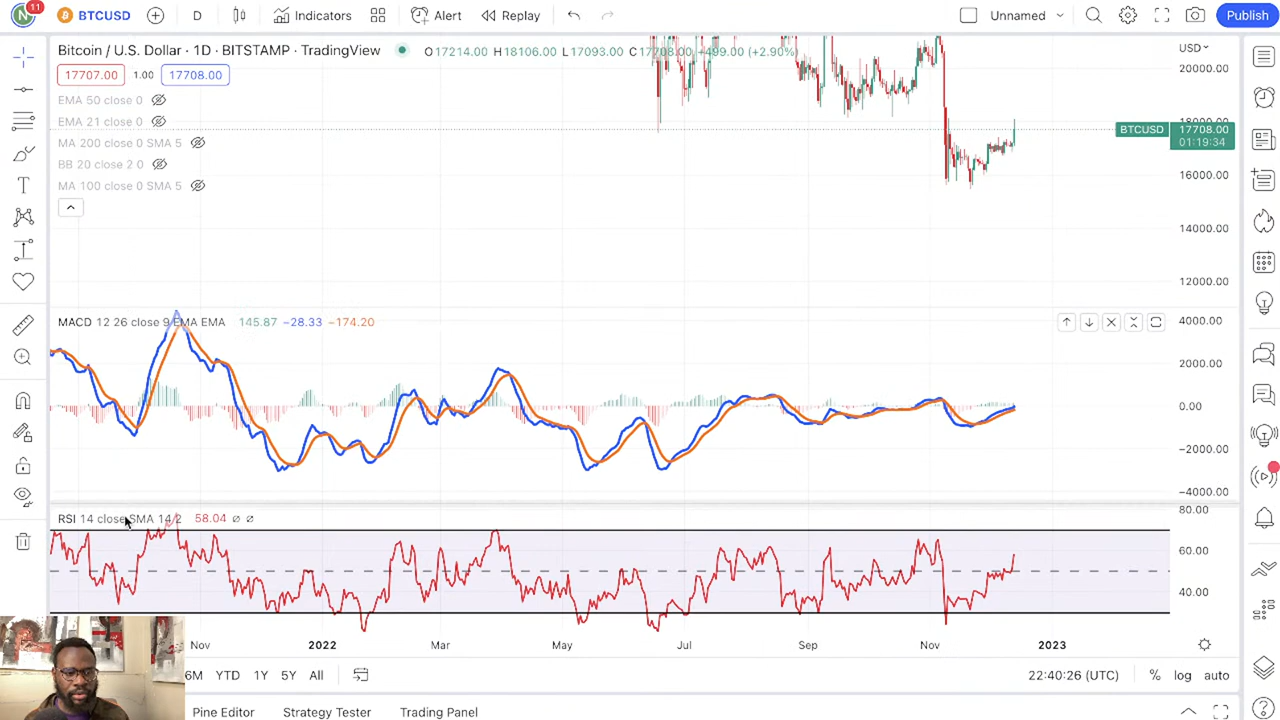 N 11 BTCUSD D Indicators Alert Replay Unnamed Publish
Bitcoin / U.S. Dollar · 1D · BITSTAMP · TradingView O17214.00 H18106.00 L17093.00 C17708.00 +499.00 (+2.90%) USD
17707.00 1.00 17708.00
EMA 50 close 0
EMA 21 close 0
MA 200 close 0 SMA 5
BB 20 close 2 0
MA 100 close 0 SMA 5
20000.00
18000.00
BTCUSD 17708.00
01:19:34
16000.00
14000.00
12000.00
MACD 12 26 close 9 EMA EMA 145.87 −28.33 −174.20
4000.00
2000.00
0.00
−2000.00
−4000.00
RSI 14 close SMA 14 2 58.04 ∅ ∅
80.00
60.00
40.00
Nov 2022 Mar May Jul Sep Nov 2023
6M YTD 1Y 5Y All 22:40:26 (UTC) % log auto
Pine Editor Strategy Tester Trading Panel